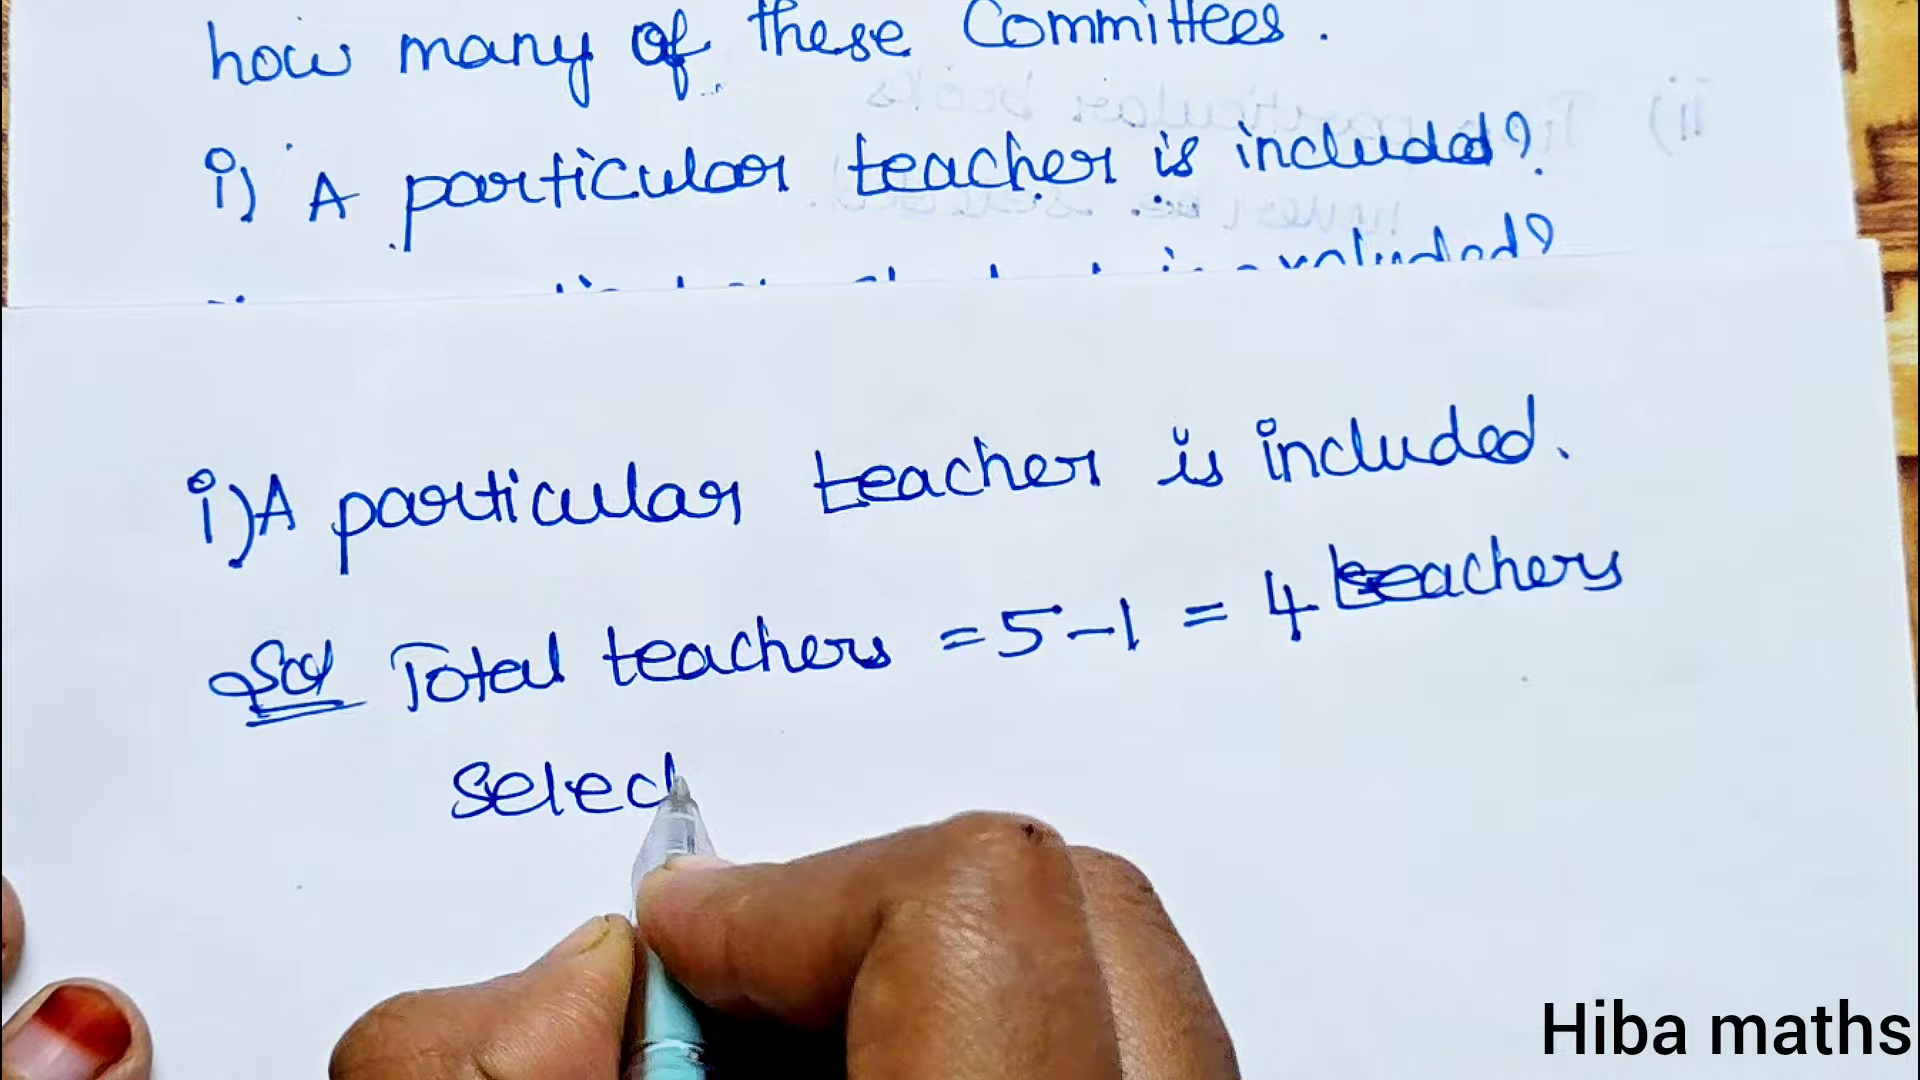 how many of these Committees.
i) A particular teacher is included?
excluded?
i) A particular teacher is included.
Sol Total teachers = 5-1 = 4 teachers
Select
Hiba maths